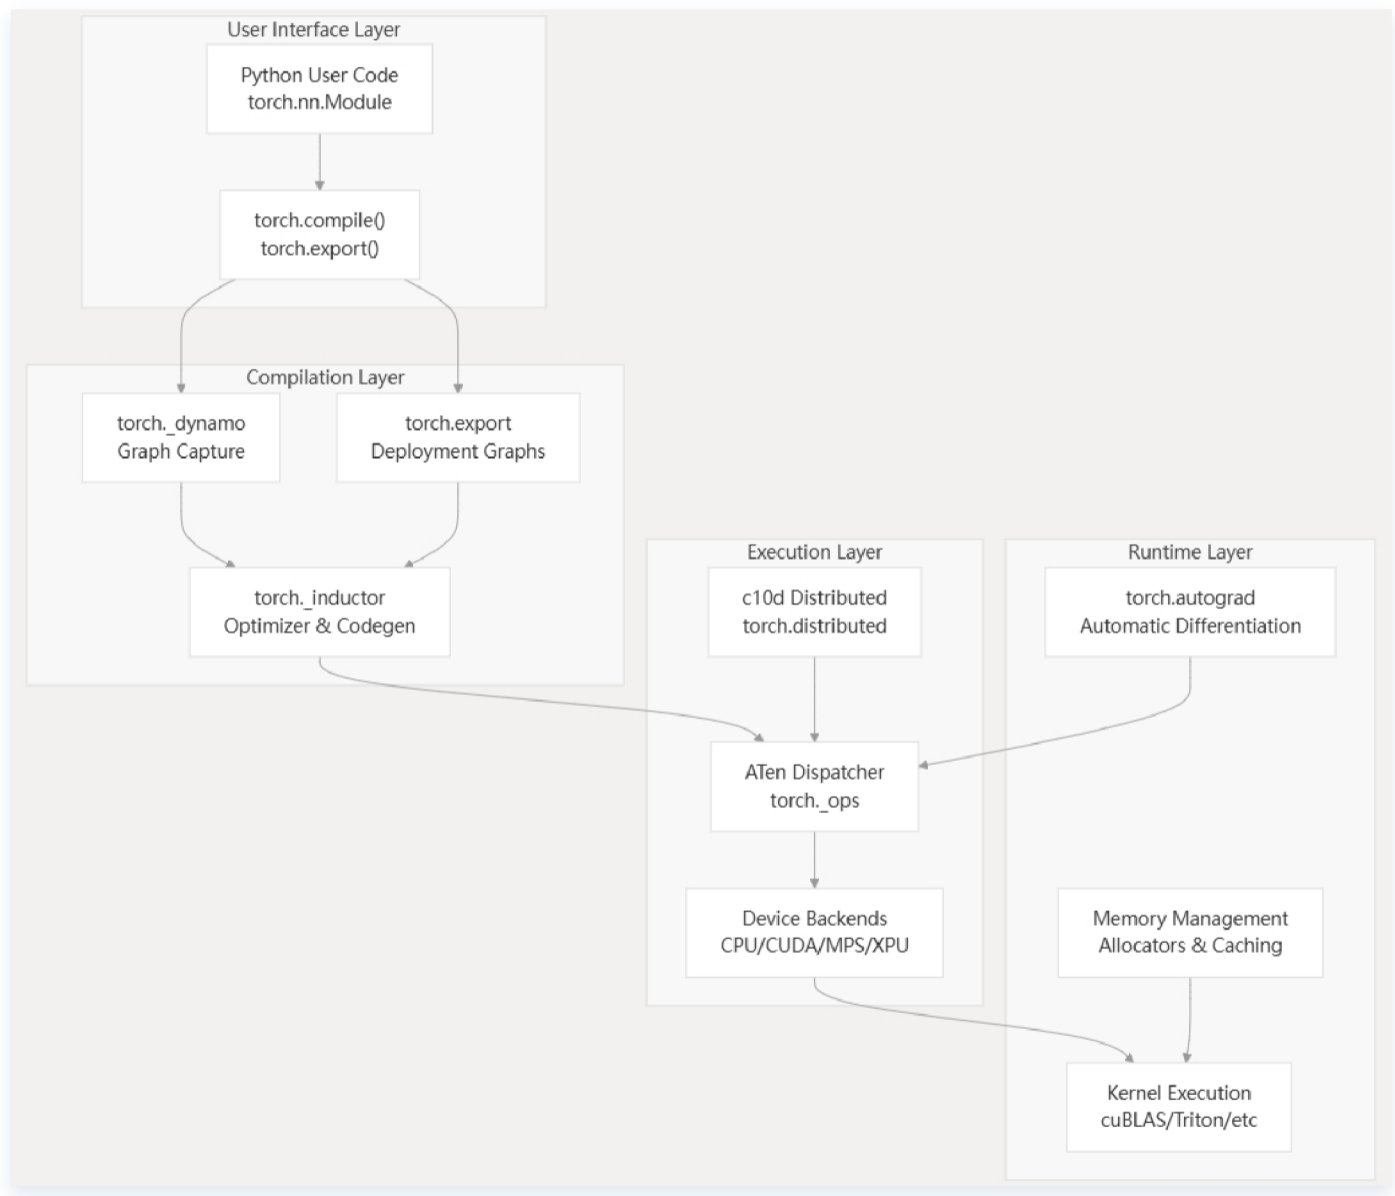 User Interface Layer
Python User Code
torch.nn.Module
torch.compile()
torch.export()
Compilation Layer
torch._dynamo
Graph Capture
torch.export
Deployment Graphs
torch._inductor
Optimizer & Codegen
Execution Layer
c10d Distributed
torch.distributed
ATen Dispatcher
torch._ops
Device Backends
CPU/CUDA/MPS/XPU
Runtime Layer
torch.autograd
Automatic Differentiation
Memory Management
Allocators & Caching
Kernel Execution
cuBLAS/Triton/etc